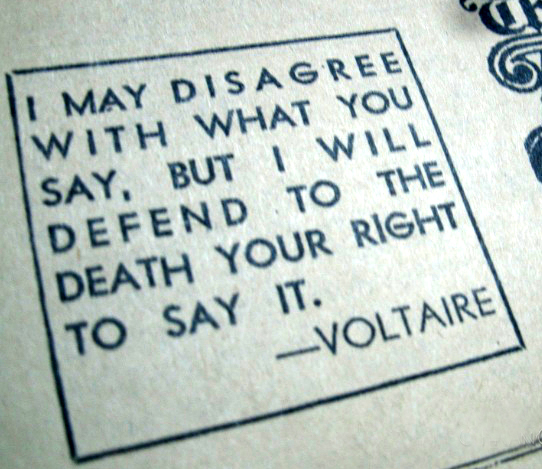 I MAY DISAGREE
WITH WHAT YOU
SAY, BUT I WILL
DEFEND TO THE
DEATH YOUR RIGHT
TO SAY IT.
—VOLTAIRE